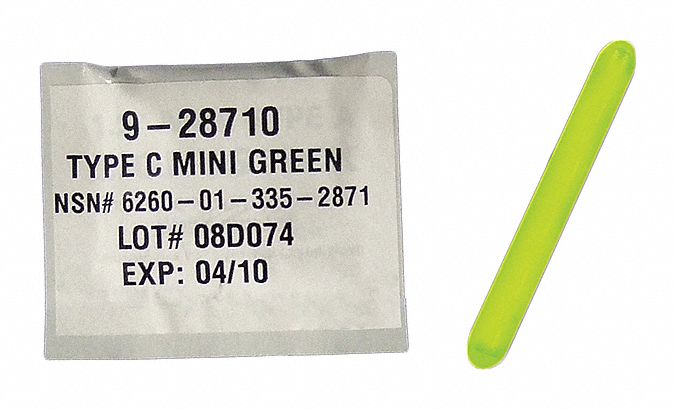 9-28710
TYPE C MINI GREEN
NSN# 6260-01-335-2871
LOT# 08D074
EXP: 04/10